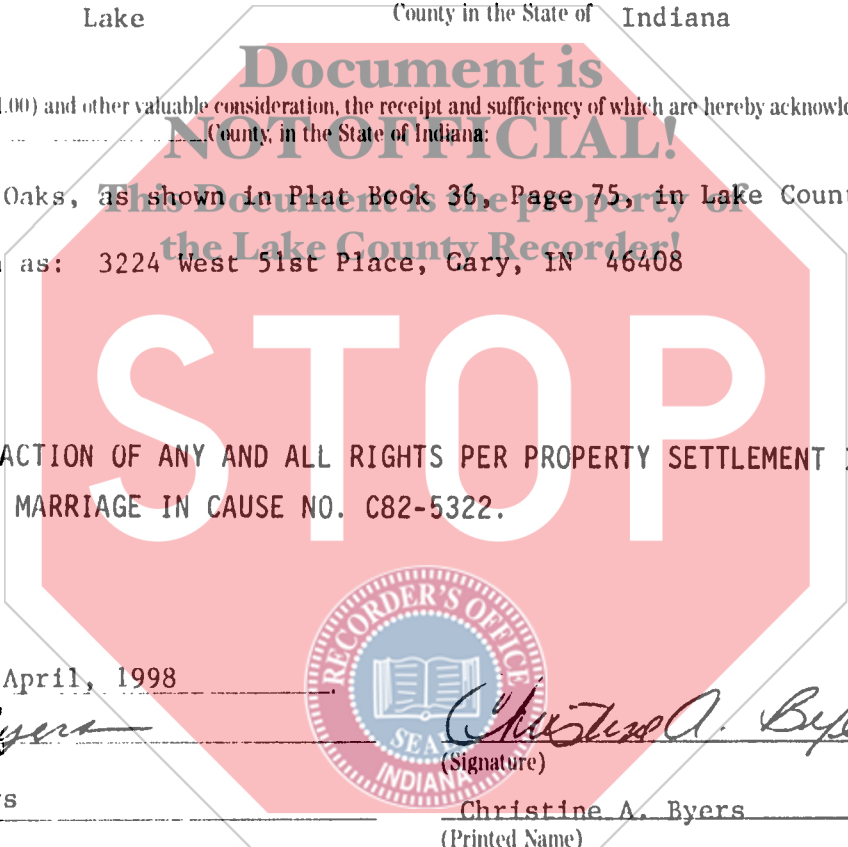 Lake County in the State of Indiana
Document is
1.00) and other valuable consideration, the receipt and sufficiency of which are hereby acknowl
NOT OFFICIAL!
County, in the State of Indiana:
This Document is the property of
Oaks, as shown in Plat Book 36, Page 75, in Lake Count
the Lake County Recorder!
as: 3224 West 51st Place, Gary, IN 46408
STOP
ACTION OF ANY AND ALL RIGHTS PER PROPERTY SETTLEMENT
MARRIAGE IN CAUSE NO. C82-5322.
RECORDER'S OFFICE
SEAL
INDIANA
April, 1998
yers Christine A. Bye
(Signature)
s Christine A. Byers
(Printed Name)